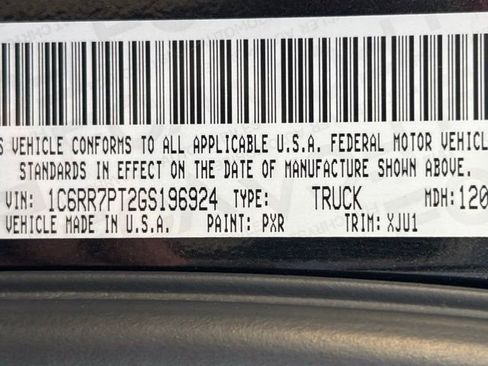 S VEHICLE CONFORMS TO ALL APPLICABLE U.S.A. FEDERAL MOTOR VEHICL
STANDARDS IN EFFECT ON THE DATE OF MANUFACTURE SHOWN ABOVE.
VIN: 1C6RR7PT2GS196924 TYPE: TRUCK MDH: 120
VEHICLE MADE IN U.S.A. PAINT: PXR TRIM: XJU1